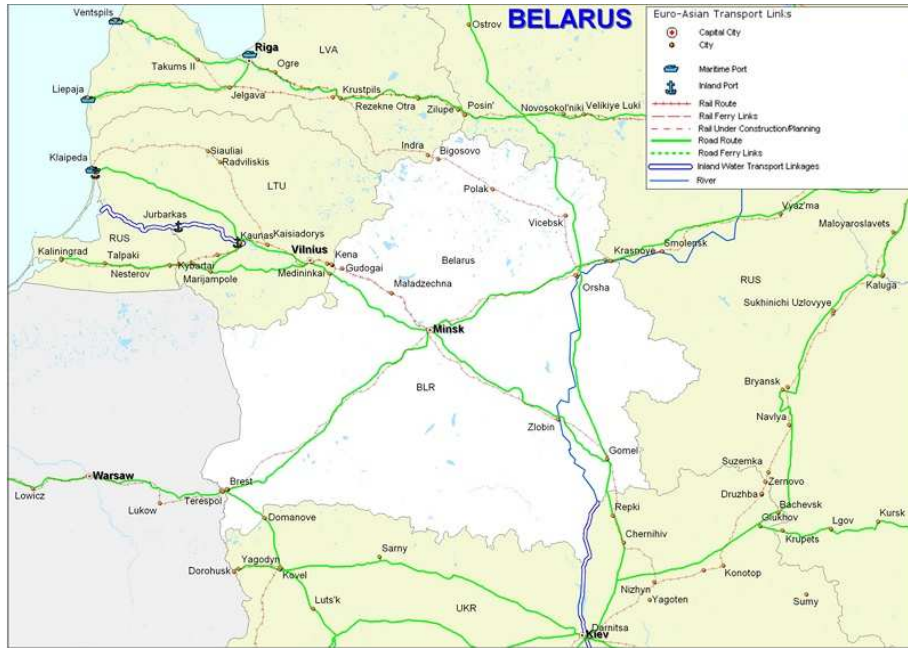 BELARUS
Euro-Asian Transport Links
Capital City
City
Maritime Port
Inland Port
Rail Route
Rail Ferry Links
Rail Under Construction/Planning
Road Route
Road Ferry Links
Inland Water Transport Linkages
River
Ventspils
Ostrov
Riga
LVA
Takums II
Ogre
Liepaja
Jelgava
Krustpils
Rezekne Otra
Zilupe
Posin'
Novosokol'niki
Velikiye Luki
Siauliai
Radviliskis
Indra
Bigosovo
Klaipeda
LTU
Polak
Jurbarkas
Vicebsk
Vyaz'ma
Maloyaroslavets
RUS
Kaunas
Kaisiadorys
Kaliningrad
Talpaki
Vilnius
Kena
Gudogai
Belarus
Krasnoye
Smolensk
Nesterov
Kybartai
Marijampole
Medininkai
Maladzechna
Orsha
RUS
Kaluga
Sukhinichi Uzlovyye
Minsk
BLR
Bryansk
Zlobin
Navlya
Gomel
Suzemka
Zernovo
Warsaw
Brest
Druzhba
Lowicz
Terespol
Lukow
Bachevsk
Domanove
Repki
Glukhov
Lgov
Kursk
Chernihiv
Krupets
Sarny
Yagodyn
Dorohusk
Kovel
Konotop
Nizhyn
Yagoten
Sumy
Luts'k
UKR
Darnitsa
Kiev